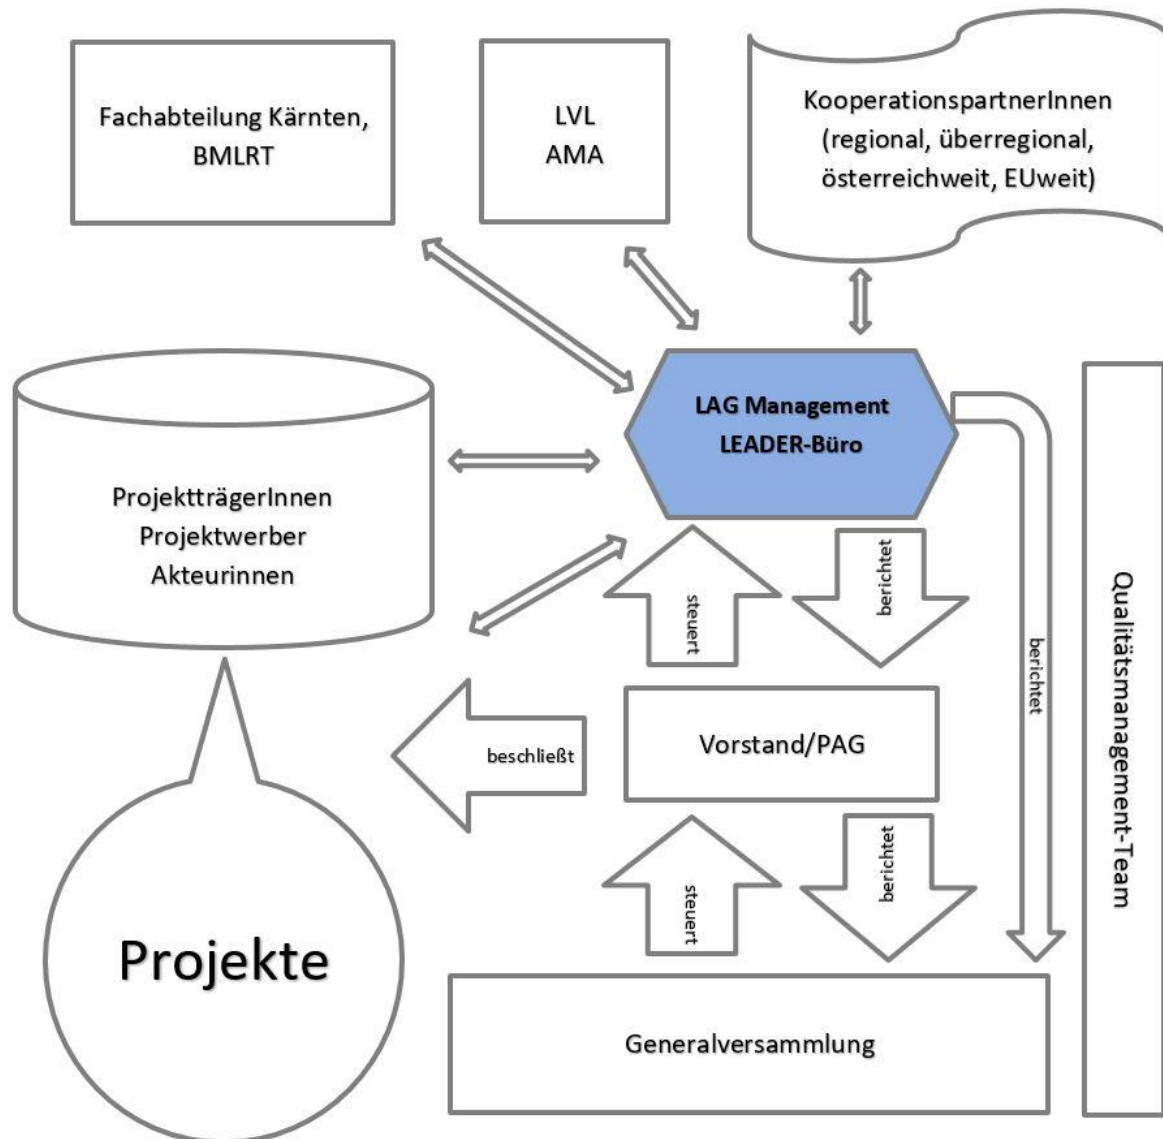 Fachabteilung Kärnten,
BMLRT
LVL
AMA
KooperationspartnerInnen
(regional, überregional,
österreichweit, EUweit)
LAG Management
LEADER-Büro
ProjektträgerInnen
Projektwerber
Akteurinnen
steuert
berichtet
berichtet
Qualitätsmanagement-Team
Vorstand/PAG
beschließt
steuert
berichtet
Projekte
Generalversammlung